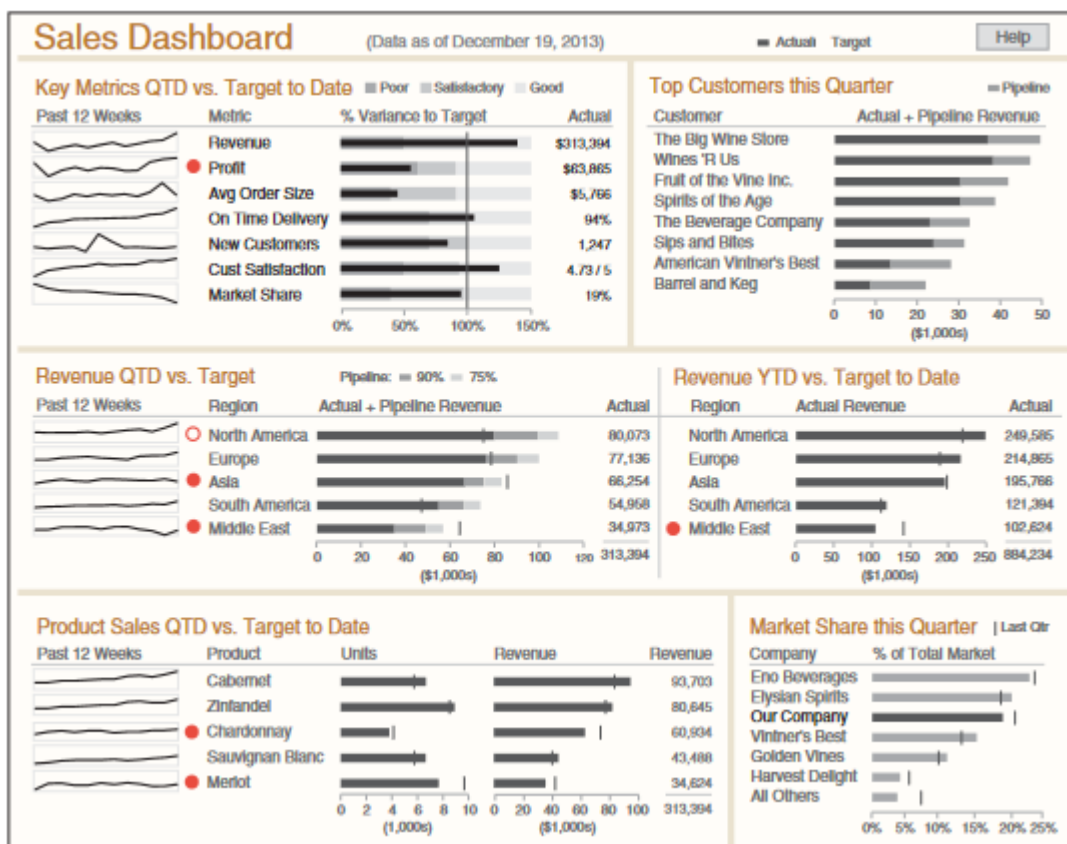 Sales Dashboard (Data as of December 19, 2013) Actual Target Help
Key Metrics QTD vs. Target to Date Poor Satisfactory Good
Past 12 Weeks Metric % Variance to Target Actual
Revenue $313,394
Profit $63,865
Avg Order Size $5,766
On Time Delivery 94%
New Customers 1,247
Cust Satisfaction 4.73 / 5
Market Share 19%
0% 50% 100% 150%
Top Customers this Quarter Pipeline
Customer Actual + Pipeline Revenue
The Big Wine Store
Wines 'R Us
Fruit of the Vine Inc.
Spirits of the Age
The Beverage Company
Sips and Bites
American Vintner's Best
Barrel and Keg
0 10 20 30 40 50
($1,000s)
Revenue QTD vs. Target Pipeline: 90% 75%
Past 12 Weeks Region Actual + Pipeline Revenue Actual
North America 80,073
Europe 77,136
Asia 66,254
South America 54,958
Middle East 34,973
0 20 40 60 80 100 120 313,394
($1,000s)
Revenue YTD vs. Target to Date
Region Actual Revenue Actual
North America 249,585
Europe 214,865
Asia 195,766
South America 121,394
Middle East 102,624
0 50 100 150 200 250 884,234
($1,000s)
Product Sales QTD vs. Target to Date
Past 12 Weeks Product Units Revenue Revenue
Cabernet 93,703
Zinfandel 80,645
Chardonnay 60,934
Sauvignan Blanc 43,488
Merlot 34,624
0 2 4 6 8 10 0 20 40 60 80 100 313,394
(1,000s) ($1,000s)
Market Share this Quarter Last Qtr
Company % of Total Market
Eno Beverages
Elysian Spirits
Our Company
Vintner's Best
Golden Vines
Harvest Delight
All Others
0% 5% 10% 15% 20% 25%